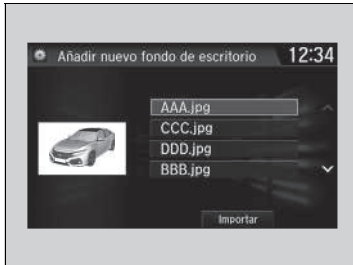 Añadir nuevo fondo de escritorio 12:34
AAA.jpg
CCC.jpg
DDD.jpg
BBB.jpg
Importar